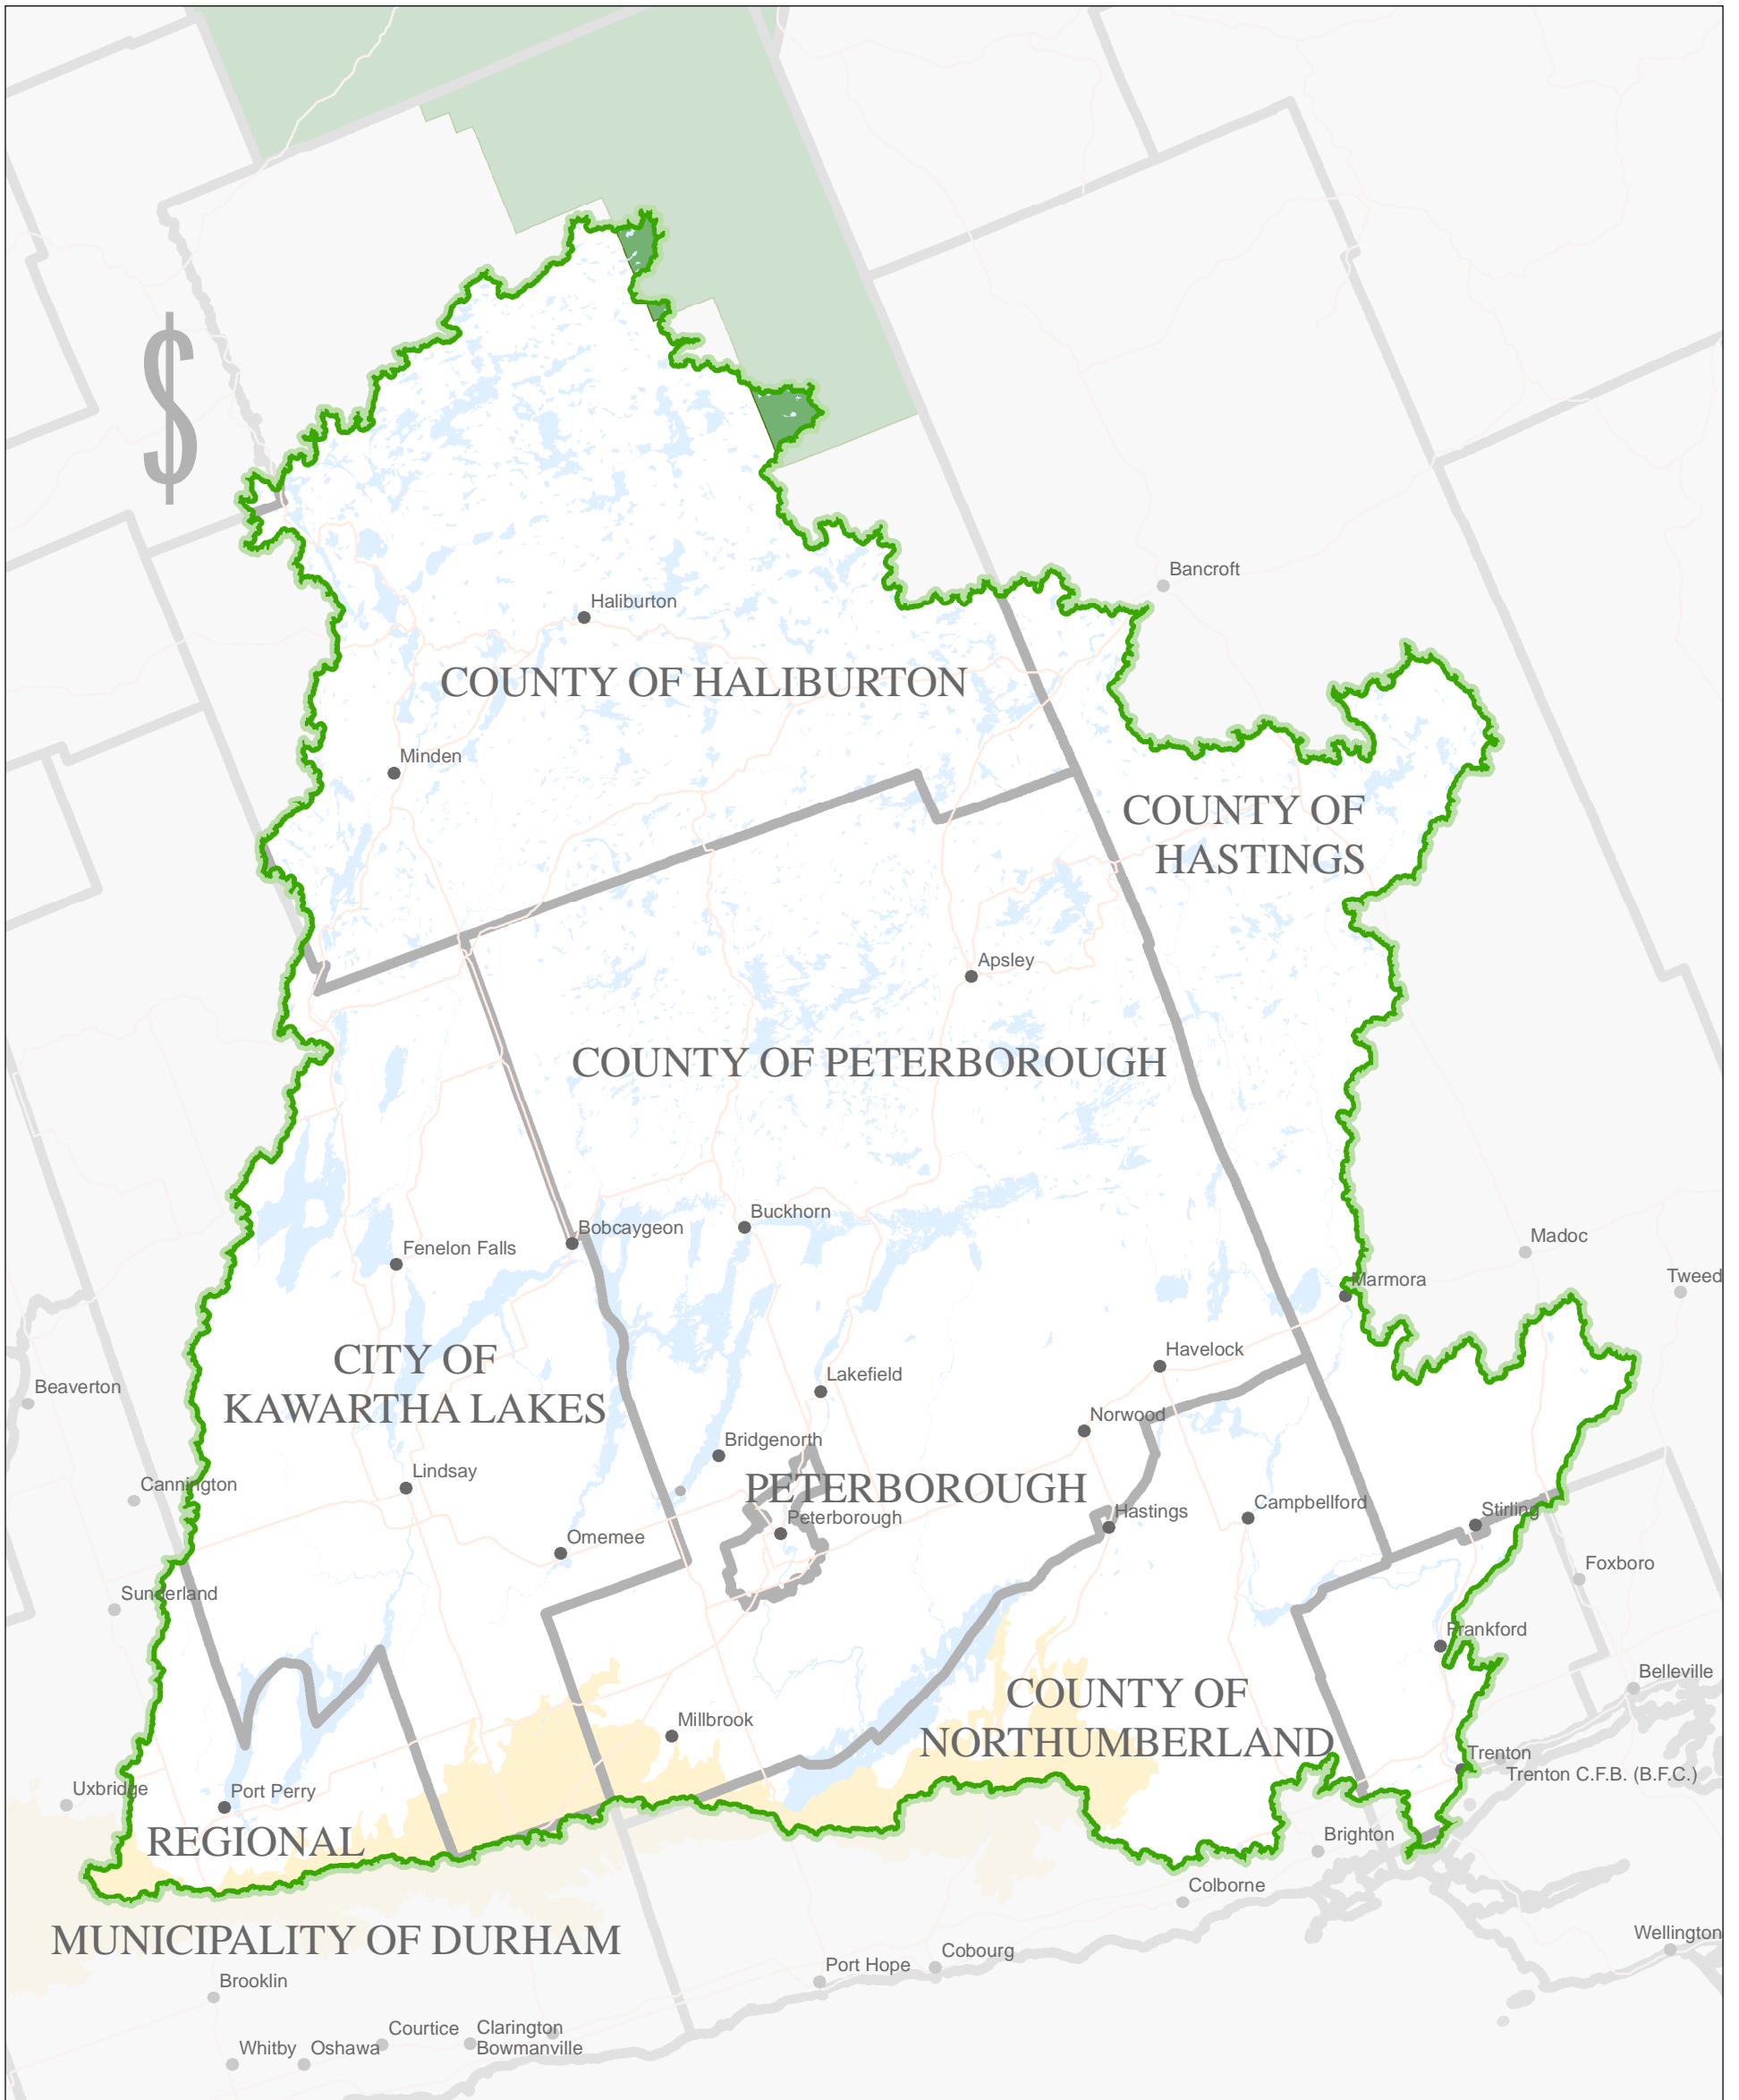 $
Bancroft
Haliburton
COUNTY OF HALIBURTON
Minden
COUNTY OF
HASTINGS
Apsley
COUNTY OF PETERBOROUGH
Buckhorn
Bobcaygeon
Fenelon Falls
Madoc
Tweed
Marmora
CITY OF
KAWARTHA LAKES
Havelock
Lakefield
Beaverton
Norwood
Bridgenorth
Lindsay
PETERBOROUGH
Cannington
Peterborough
Hastings
Campbellford
Stirling
Omemee
Foxboro
Sunderland
Frankford
Belleville
COUNTY OF
NORTHUMBERLAND
Millbrook
Trenton
Trenton C.F.B. (B.F.C.)
Uxbridge
Port Perry
REGIONAL
Brighton
Colborne
MUNICIPALITY OF DURHAM
Wellington
Cobourg
Port Hope
Brooklin
Courtice
Clarington
Whitby
Oshawa
Bowmanville